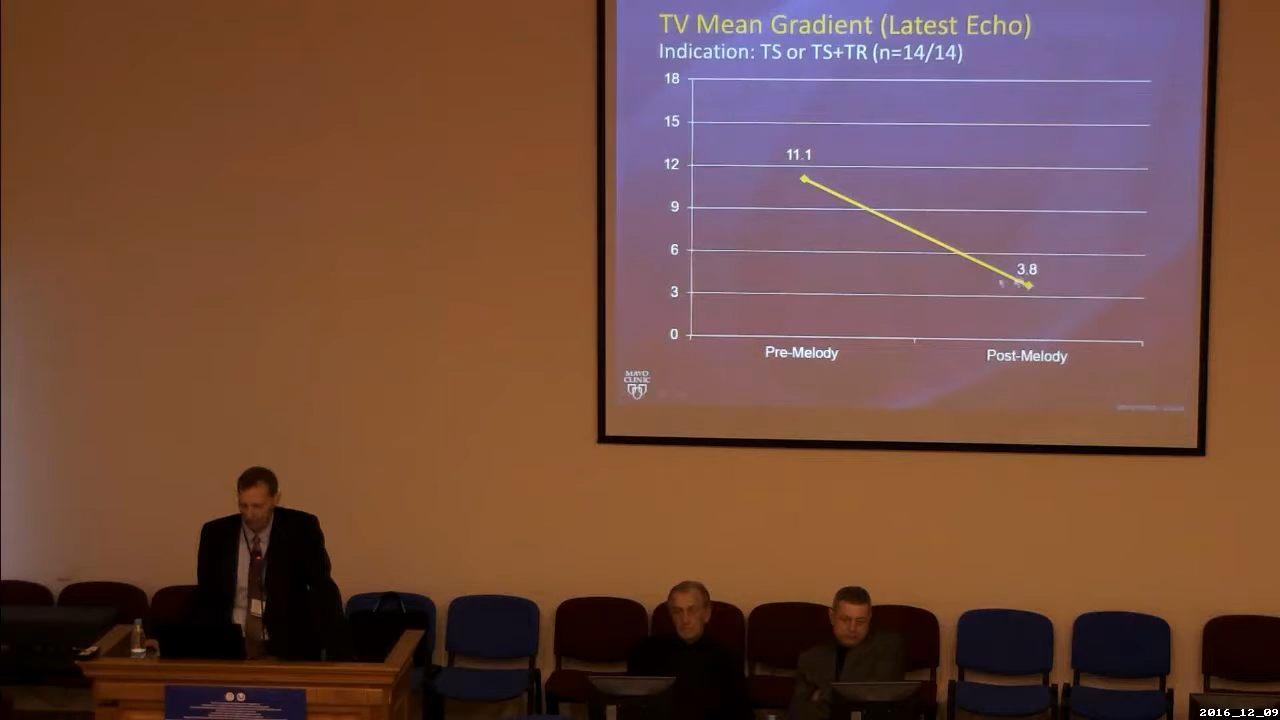 TV Mean Gradient (Latest Echo)
Indication: TS or TS+TR (n=14/14)
18
15
12
9
6
3
0
11.1
3.8
Pre-Melody
Post-Melody
MAYO
CLINIC
2016_12_09